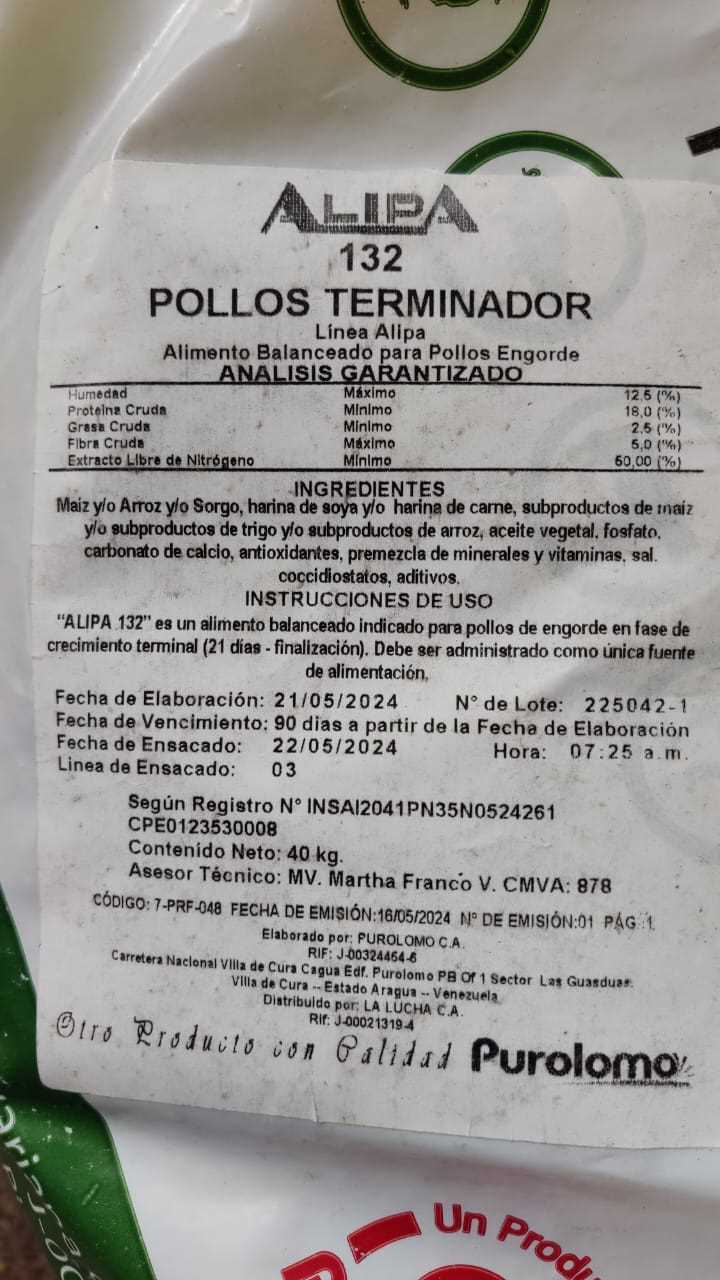 ALIPA
132
POLLOS TERMINADOR
Línea Alipa
Alimento Balanceado para Pollos Engorde
ANALISIS GARANTIZADO
Humedad Máximo 12,5 (%)
Proteína Cruda Mínimo 18,0 (%)
Grasa Cruda Mínimo 2,5 (%)
Fibra Cruda Máximo 5,0 (%)
Extracto Libre de Nitrógeno Mínimo 50,00 (%)
INGREDIENTES
Maíz y/o Arroz y/o Sorgo, harina de soya y/o harina de carne, subproductos de maíz
y/o subproductos de trigo y/o subproductos de arroz, aceite vegetal, fosfato,
carbonato de calcio, antioxidantes, premezcla de minerales y vitaminas, sal.
coccidiostatos, aditivos.
INSTRUCCIONES DE USO
"ALIPA 132" es un alimento balanceado indicado para pollos de engorde en fase de
crecimiento terminal (21 días - finalización). Debe ser administrado como única fuente
de alimentación.
Fecha de Elaboración: 21/05/2024 N° de Lote: 225042-1
Fecha de Vencimiento: 90 dias a partir de la Fecha de Elaboración
Fecha de Ensacado: 22/05/2024 Hora: 07:25 a.m.
Linea de Ensacado: 03
Según Registro N° INSAI2041PN35N0524261
CPE0123530008
Contenido Neto: 40 kg.
Asesor Técnico: MV. Martha Franco V. CMVA: 878
CÓDIGO: 7-PRF-048 FECHA DE EMISIÓN:16/05/2024 N° DE EMISIÓN:01 PÁG 1
Elaborado por: PUROLOMO C.A.
RIF: J-00324464-6
Carretera Nacional Villa de Cura Cagua Edf. Purolomo PB Of 1 Sector Las Guasduas.
Villa de Cura -- Estado Aragua -- Venezuela
Distribuido por: LA LUCHA C.A.
Rif: J-00021319-4
Otro Producto con Calidad Purolomo
Un Produ